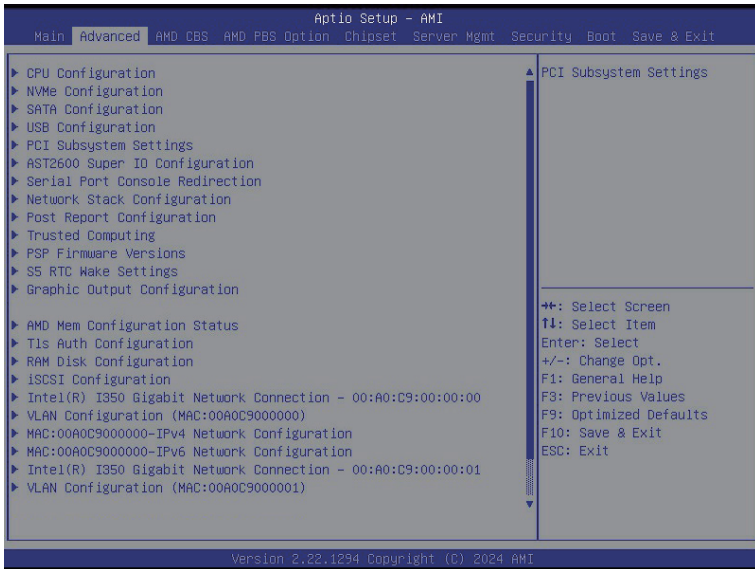 Aptio Setup – AMI
Main Advanced AMD CBS AMD PBS Option Chipset Server Mgmt Security Boot Save & Exit
CPU Configuration
NVMe Configuration
SATA Configuration
USB Configuration
PCI Subsystem Settings
AST2600 Super IO Configuration
Serial Port Console Redirection
Network Stack Configuration
Post Report Configuration
Trusted Computing
PSP Firmware Versions
S5 RTC Wake Settings
Graphic Output Configuration
AMD Mem Configuration Status
Tls Auth Configuration
RAM Disk Configuration
iSCSI Configuration
Intel(R) I350 Gigabit Network Connection – 00:A0:C9:00:00:00
VLAN Configuration (MAC:00A0C9000000)
MAC:00A0C9000000-IPv4 Network Configuration
MAC:00A0C9000000-IPv6 Network Configuration
Intel(R) I350 Gigabit Network Connection – 00:A0:C9:00:00:01
VLAN Configuration (MAC:00A0C9000001)
PCI Subsystem Settings
→←: Select Screen
↑↓: Select Item
Enter: Select
+/-: Change Opt.
F1: General Help
F3: Previous Values
F9: Optimized Defaults
F10: Save & Exit
ESC: Exit
Version 2.22.1294 Copyright (C) 2024 AMI